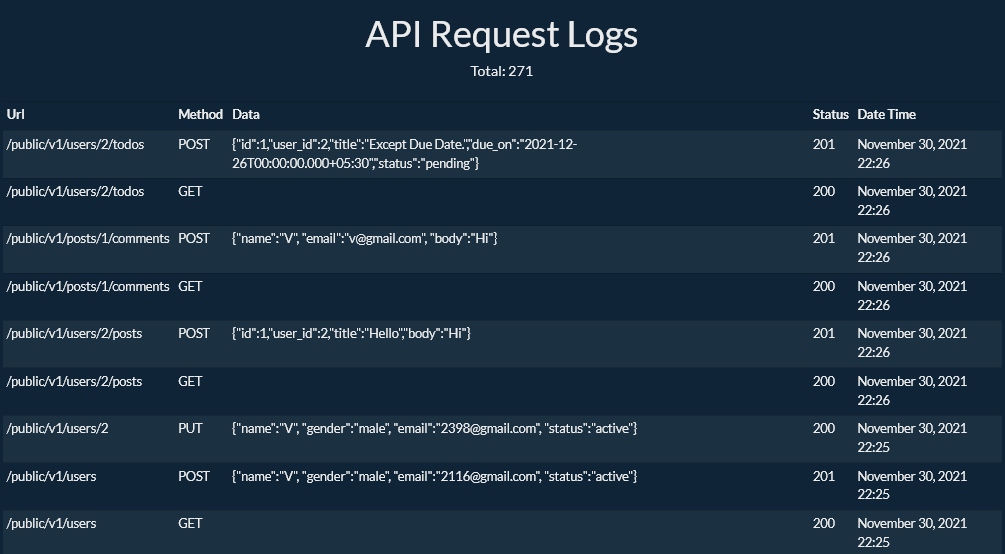 API Request Logs
Total: 271
Url Method Data Status Date Time
/public/v1/users/2/todos POST {"id":1,"user_id":2,"title":"Except Due Date.","due_on":"2021-12- 201 November 30, 2021
26T00:00:00.000+05:30","status":"pending"} 22:26
/public/v1/users/2/todos GET 200 November 30, 2021
22:26
/public/v1/posts/1/comments POST {"name":"V", "email":"v@gmail.com", "body":"Hi"} 201 November 30, 2021
22:26
/public/v1/posts/1/comments GET 200 November 30, 2021
22:26
/public/v1/users/2/posts POST {"id":1,"user_id":2,"title":"Hello","body":"Hi"} 201 November 30, 2021
22:26
/public/v1/users/2/posts GET 200 November 30, 2021
22:26
/public/v1/users/2 PUT {"name":"V", "gender":"male", "email":"2398@gmail.com", "status":"active"} 200 November 30, 2021
22:25
/public/v1/users POST {"name":"V", "gender":"male", "email":"2116@gmail.com", "status":"active"} 201 November 30, 2021
22:25
/public/v1/users GET 200 November 30, 2021
22:25